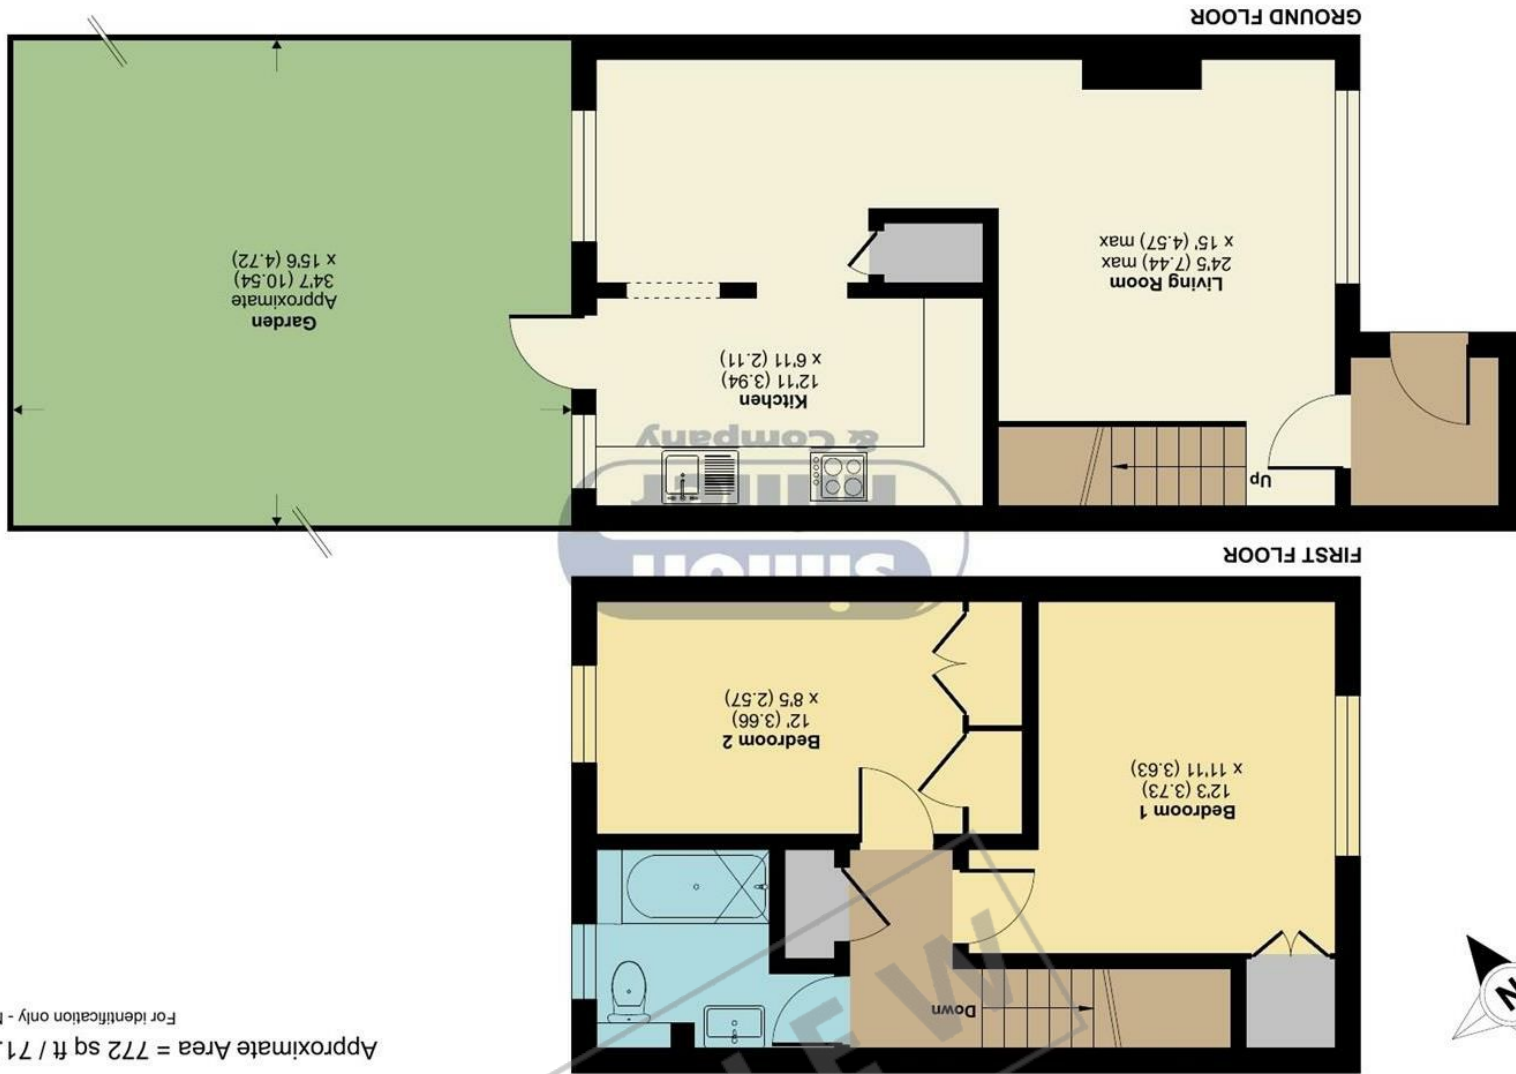 Approximate Area = 772 sq ft / 71.
For identification only -
Down
Bedroom 1
12'3 (3.73)
x 11'11 (3.63)
Bedroom 2
12' (3.66)
x 8'5 (2.57)
FIRST FLOOR
Up
Kitchen
12'11 (3.94)
x 6'11 (2.11)
Living Room
24'5 (7.44) max
x 15' (4.57) max
Garden
Approximate
34'7 (10.54)
x 15'6 (4.72)
GROUND FLOOR
& Company
N